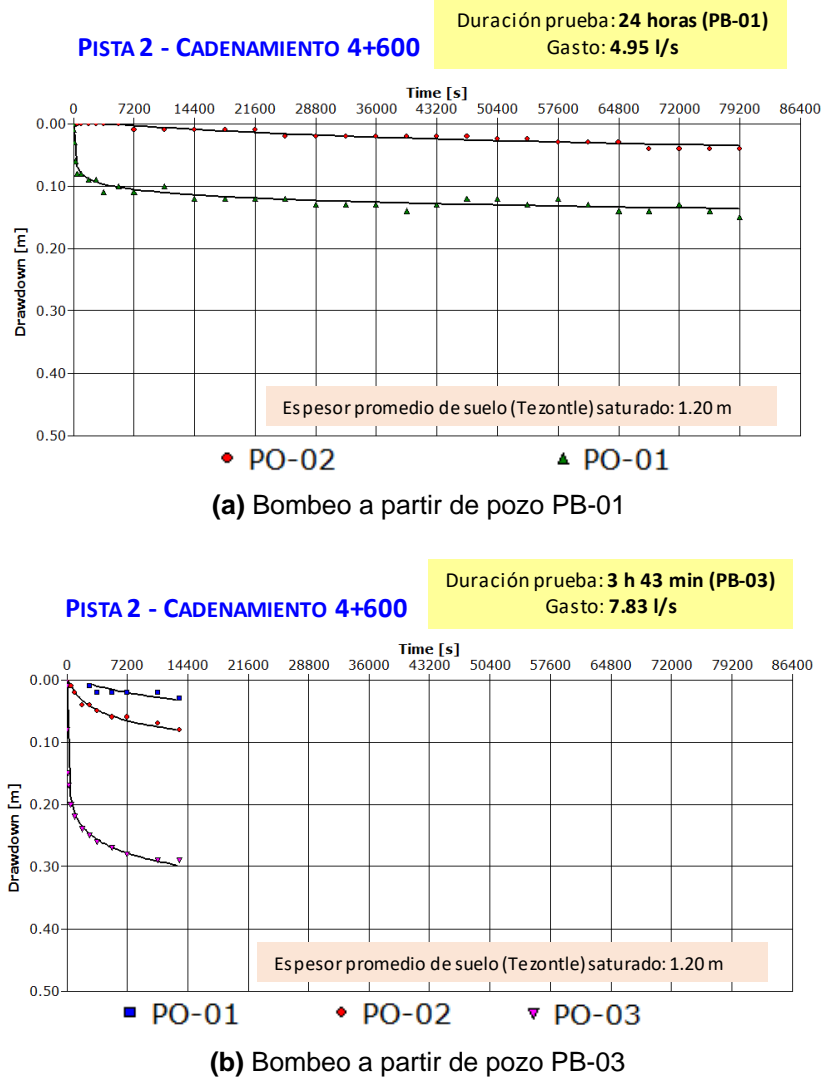 Duración prueba: 24 horas (PB-01)
Gasto: 4.95 l/s
PISTA 2 - CADENAMIENTO 4+600
Time [s]
0 7200 14400 21600 28800 36000 43200 50400 57600 64800 72000 79200 86400
0.00
0.10
0.20
0.30
0.40
0.50
Drawdown [m]
Espesor promedio de suelo (Tezontle) saturado: 1.20 m
PO-02 PO-01
(a) Bombeo a partir de pozo PB-01
Duración prueba: 3 h 43 min (PB-03)
Gasto: 7.83 l/s
PISTA 2 - CADENAMIENTO 4+600
Time [s]
0 7200 14400 21600 28800 36000 43200 50400 57600 64800 72000 79200 86400
0.00
0.10
0.20
0.30
0.40
0.50
Drawdown [m]
Espesor promedio de suelo (Tezontle) saturado: 1.20 m
PO-01 PO-02 PO-03
(b) Bombeo a partir de pozo PB-03